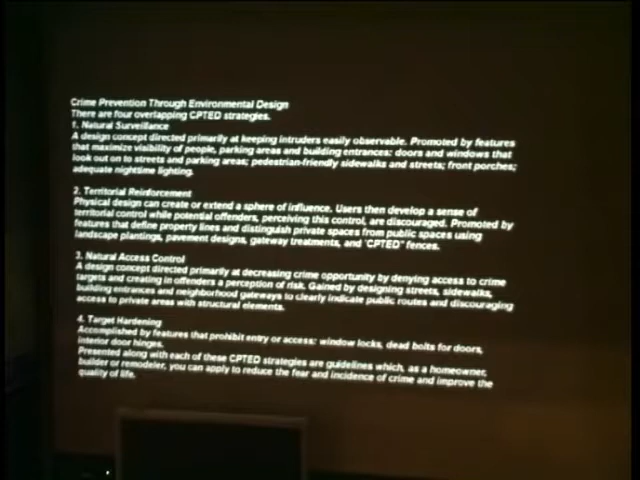 Crime Prevention Through Environmental Design
There are four overlapping CPTED strategies.
1. Natural Surveillance
A design concept directed primarily at keeping intruders easily observable. Promoted by features
that maximize visibility of people, parking areas and building entrances: doors and windows that
look out on to streets and parking areas; pedestrian-friendly sidewalks and streets; front porches;
adequate nighttime lighting.
2. Territorial Reinforcement
Physical design can create or extend a sphere of influence. Users then develop a sense of
territorial control while potential offenders, perceiving this control, are discouraged. Promoted by
features that define property lines and distinguish private spaces from public spaces using
landscape plantings, pavement designs, gateway treatments, and "CPTED" fences.
3. Natural Access Control
A design concept directed primarily at decreasing crime opportunity by denying access to crime
targets and creating in offenders a perception of risk. Gained by designing streets, sidewalks,
building entrances and neighborhood gateways to clearly indicate public routes and discouraging
access to private areas with structural elements.
4. Target Hardening
Accomplished by features that prohibit entry or access: window locks, dead bolts for doors,
interior door hinges.
Presented along with each of these CPTED strategies are guidelines which, as a homeowner,
builder or remodeler, you can apply to reduce the fear and incidence of crime and improve the
quality of life.